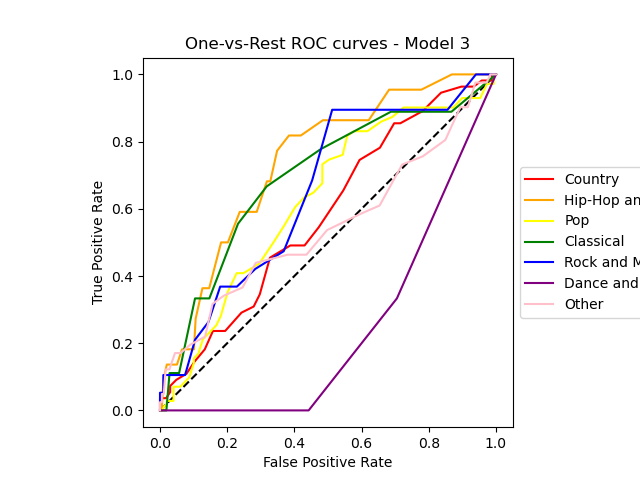 One-vs-Rest ROC curves - Model 3
1.0
0.8
0.6
0.4
0.2
0.0
True Positive Rate
0.0 0.2 0.4 0.6 0.8 1.0
False Positive Rate
Country
Hip-Hop an
Pop
Classical
Rock and M
Dance and
Other